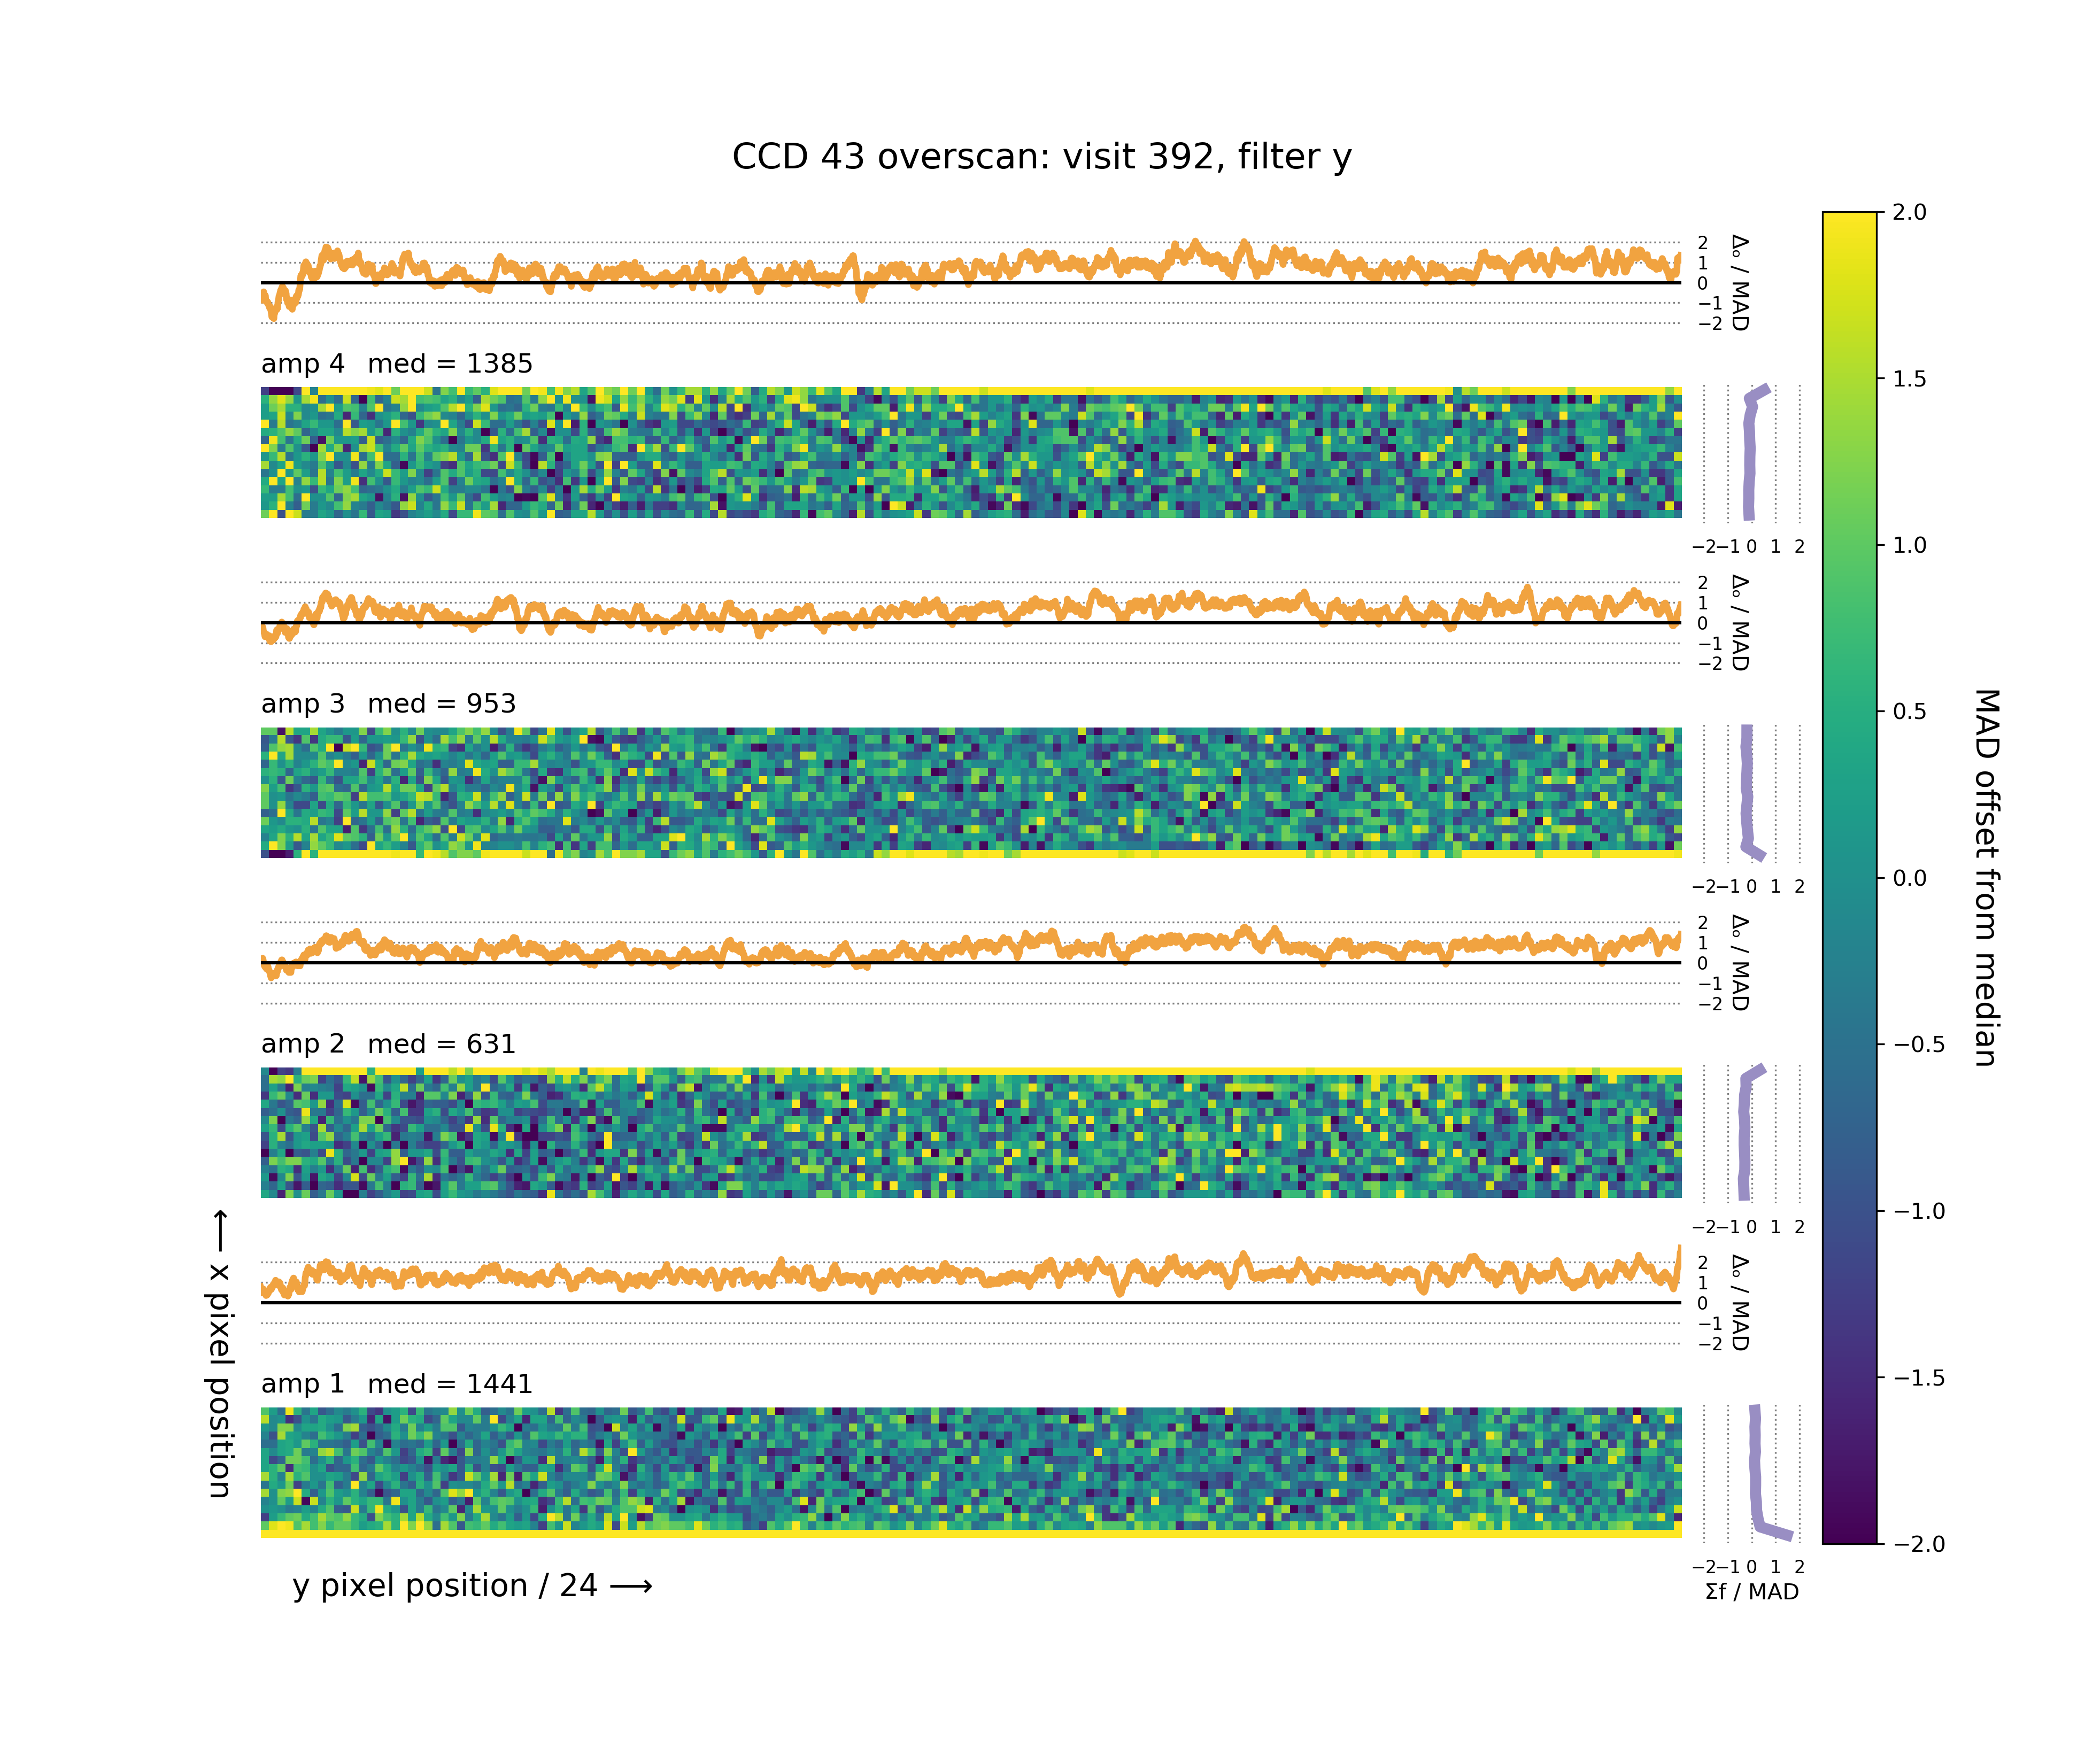 CCD 43 overscan: visit 392, filter y
2
1
0
−1
−2
Δₒ / MAD
amp 4 med = 1385
−2 −1 0 1 2
2
1
0
−1
−2
Δₒ / MAD
amp 3 med = 953
−2 −1 0 1 2
2
1
0
−1
−2
Δₒ / MAD
amp 2 med = 631
−2 −1 0 1 2
2
1
0
−1
−2
Δₒ / MAD
amp 1 med = 1441
−2 −1 0 1 2
Σf / MAD
x pixel position ⟶
y pixel position / 24 ⟶
2.0
1.5
1.0
0.5
0.0
−0.5
−1.0
−1.5
−2.0
MAD offset from median